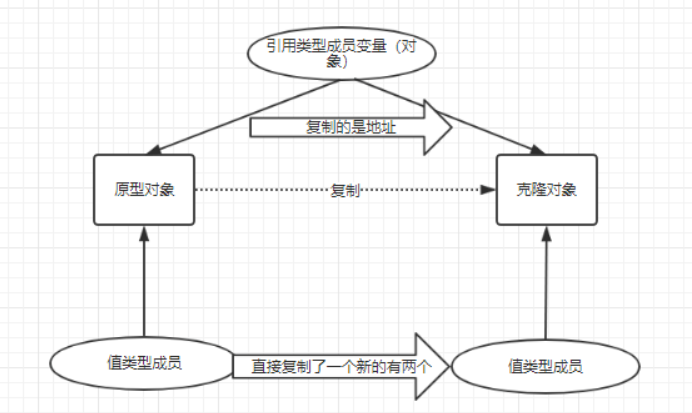 引用类型成员变量（对
象）
复制的是地址
原型对象
复制
克隆对象
值类型成员
直接复制了一个新的有两个
值类型成员